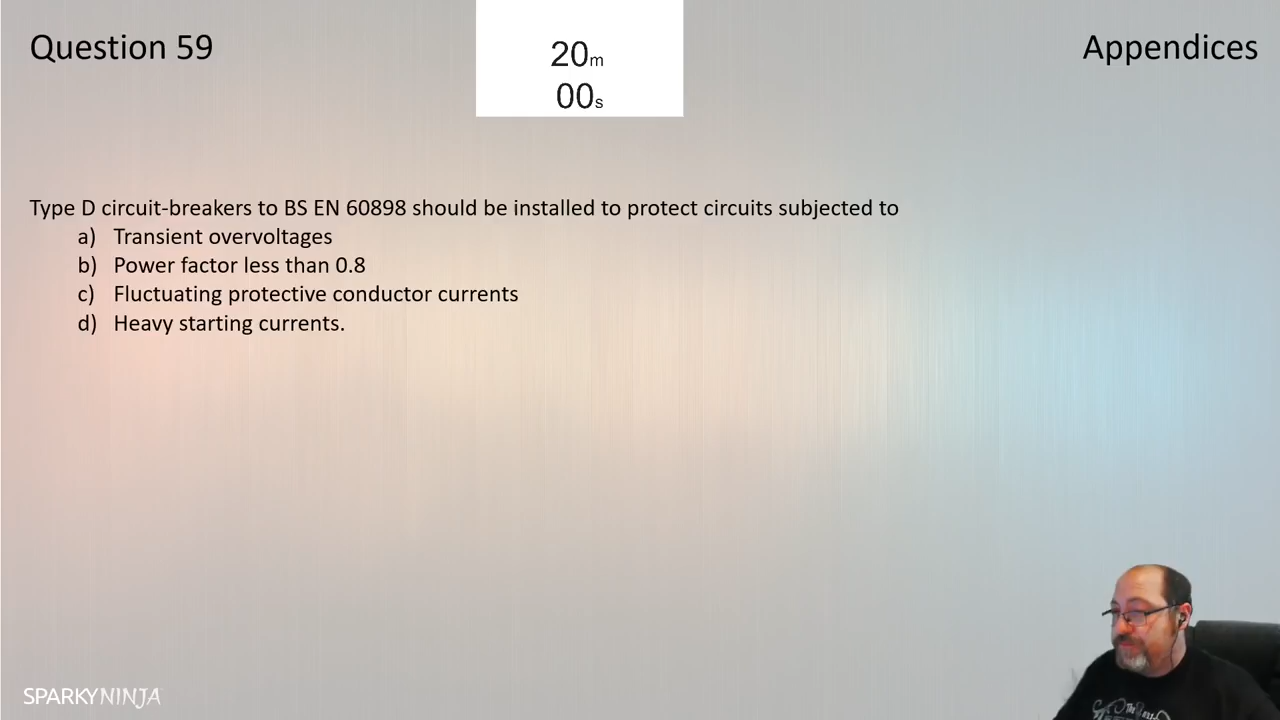 Question 59
20m
00s
Appendices
Type D circuit-breakers to BS EN 60898 should be installed to protect circuits subjected to
a) Transient overvoltages
b) Power factor less than 0.8
c) Fluctuating protective conductor currents
d) Heavy starting currents.
SPARKYNINJA